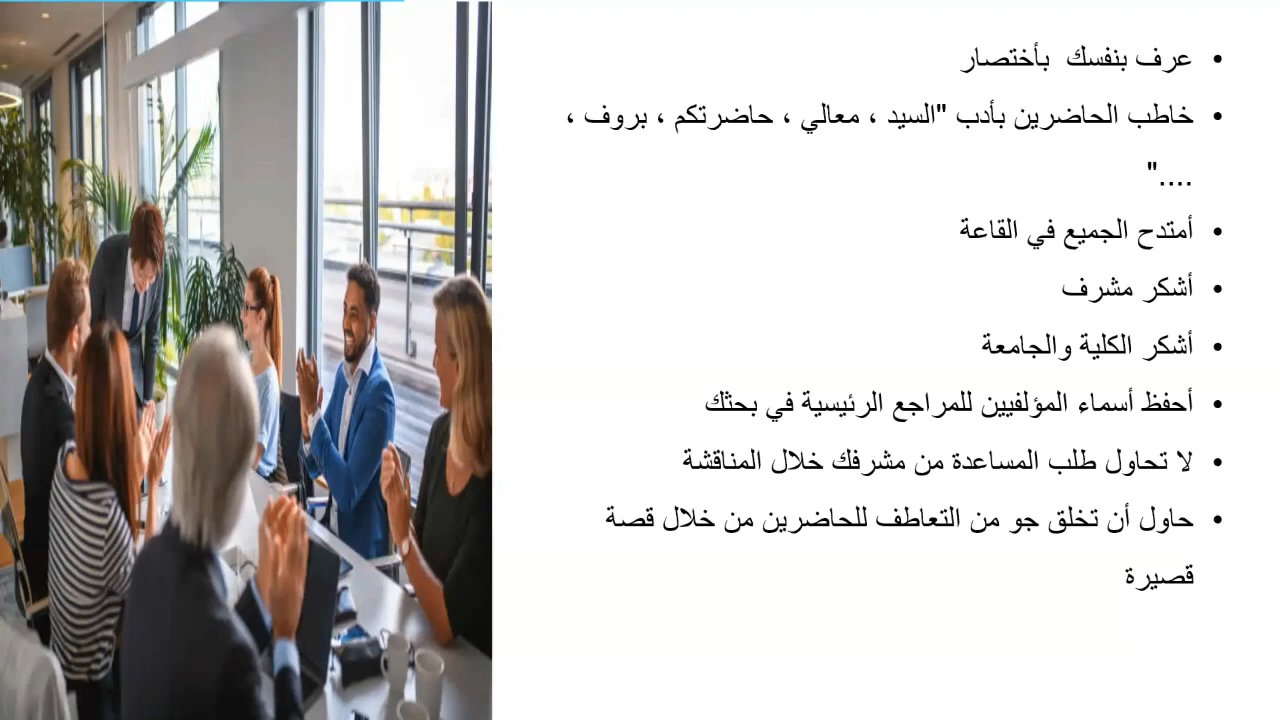 • عرف بنفسك بأختصار
• خاطب الحاضرين بأدب "السيد ، معالي ، حاضرتكم ، بروف ،
...."
• أمتدح الجميع في القاعة
• أشكر مشرف
• أشكر الكلية والجامعة
• أحفظ أسماء المؤلفيين للمراجع الرئيسية في بحثك
• لا تحاول طلب المساعدة من مشرفك خلال المناقشة
• حاول أن تخلق جو من التعاطف للحاضرين من خلال قصة
قصيرة